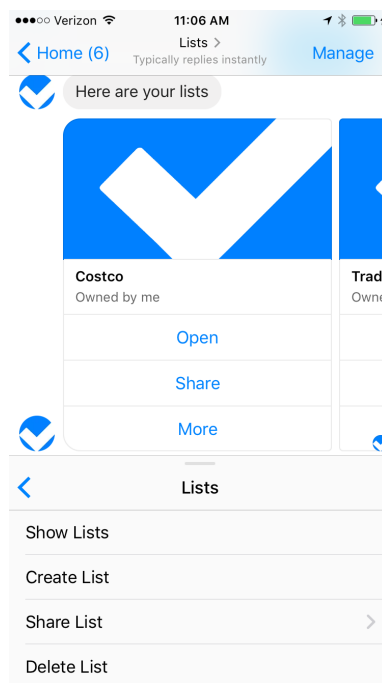 Verizon 11:06 AM
Home (6) Lists Manage
Typically replies instantly
Here are your lists
Costco
Owned by me
Open
Share
More
Lists
Show Lists
Create List
Share List
Delete List